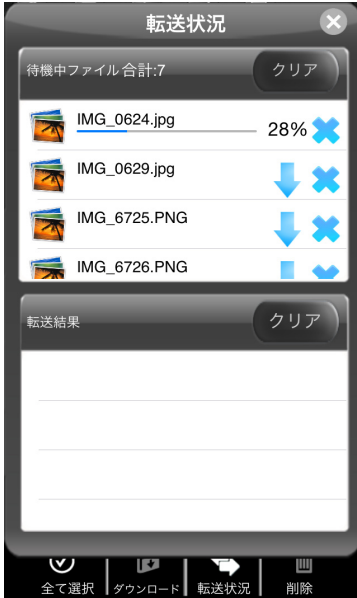 転送状況
待機中ファイル 合計:7 クリア
IMG_0624.jpg 28%
IMG_0629.jpg
IMG_6725.PNG
IMG_6726.PNG
転送結果 クリア
全て選択 ダウンロード 転送状況 削除